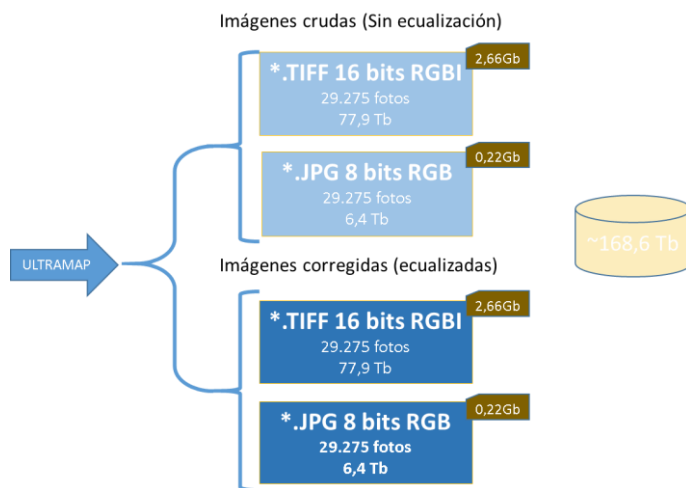 Imágenes crudas (Sin ecualización)
2,66Gb
*.TIFF 16 bits RGBI
29.275 fotos
77,9 Tb
0,22Gb
*.JPG 8 bits RGB
29.275 fotos
6,4 Tb
~168,6 Tb
ULTRAMAP
Imágenes corregidas (ecualizadas)
2,66Gb
*.TIFF 16 bits RGBI
29.275 fotos
77,9 Tb
0,22Gb
*.JPG 8 bits RGB
29.275 fotos
6,4 Tb